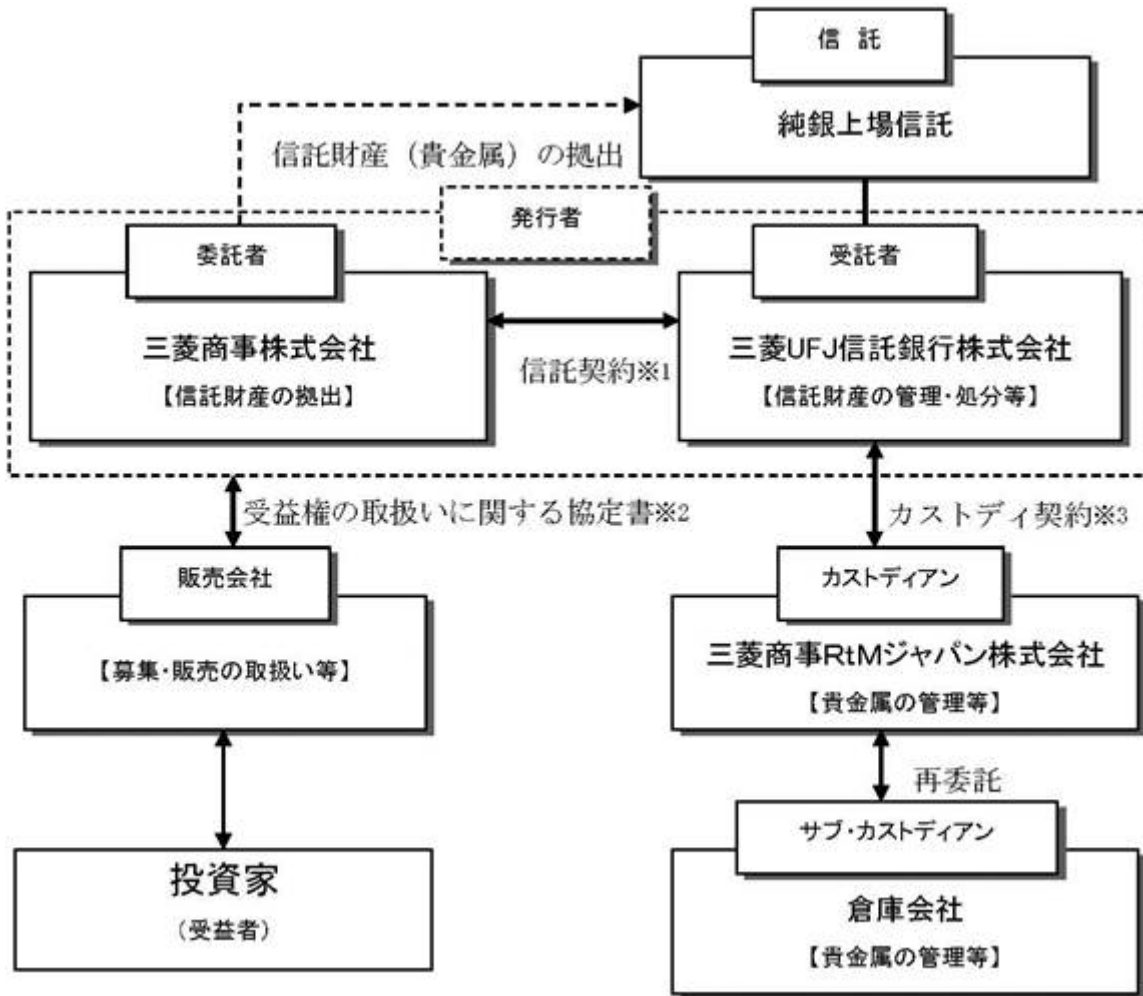 信 託
純銀上場信託
信託財産（貴金属）の拠出
発行者
委託者
三菱商事株式会社
【信託財産の拠出】
信託契約※1
受託者
三菱UFJ信託銀行株式会社
【信託財産の管理・処分等】
受益権の取扱いに関する協定書※2
カストディ契約※3
販売会社
【募集・販売の取扱い等】
カストディアン
三菱商事RtMジャパン株式会社
【貴金属の管理等】
再委託
投資家
（受益者）
サブ・カストディアン
倉庫会社
【貴金属の管理等】